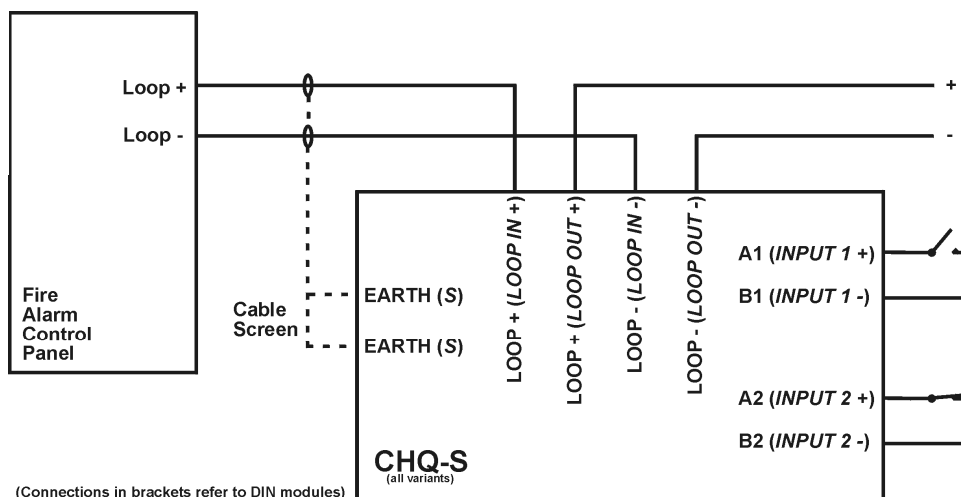 Loop +
Loop -
+
-
Fire
Alarm
Control
Panel
Cable
Screen
EARTH (S)
EARTH (S)
LOOP + (LOOP IN +)
LOOP + (LOOP OUT +)
LOOP - (LOOP IN -)
LOOP - (LOOP OUT -)
A1 (INPUT 1 +)
B1 (INPUT 1 -)
A2 (INPUT 2 +)
B2 (INPUT 2 -)
CHQ-S
(all variants)
(Connections in brackets refer to DIN modules)